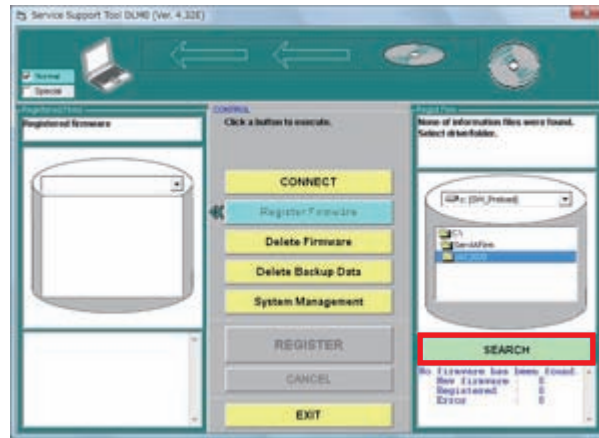 Service Support Tool DLM0 (Ver. 4.32E)
Normal
Special
Registered firmware
CONTROL
Click a button to execute.
CONNECT
Register Firmware
Delete Firmware
Delete Backup Data
System Management
REGISTER
CANCEL
EXIT
None of information files were found.
Select drive/folder.
C:\
SEARCH
No firmware has been found.
New firmware : 0
Registered : 0
Error : 0